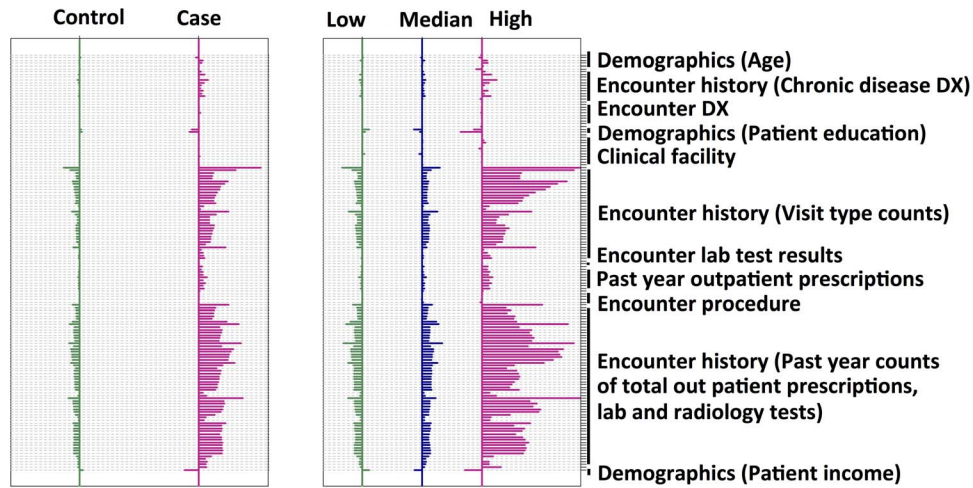 Control Case Low Median High
Demographics (Age)
Encounter history (Chronic disease DX)
Encounter DX
Demographics (Patient education)
Clinical facility
Encounter history (Visit type counts)
Encounter lab test results
Past year outpatient prescriptions
Encounter procedure
Encounter history (Past year counts
of total out patient prescriptions,
lab and radiology tests)
Demographics (Patient income)